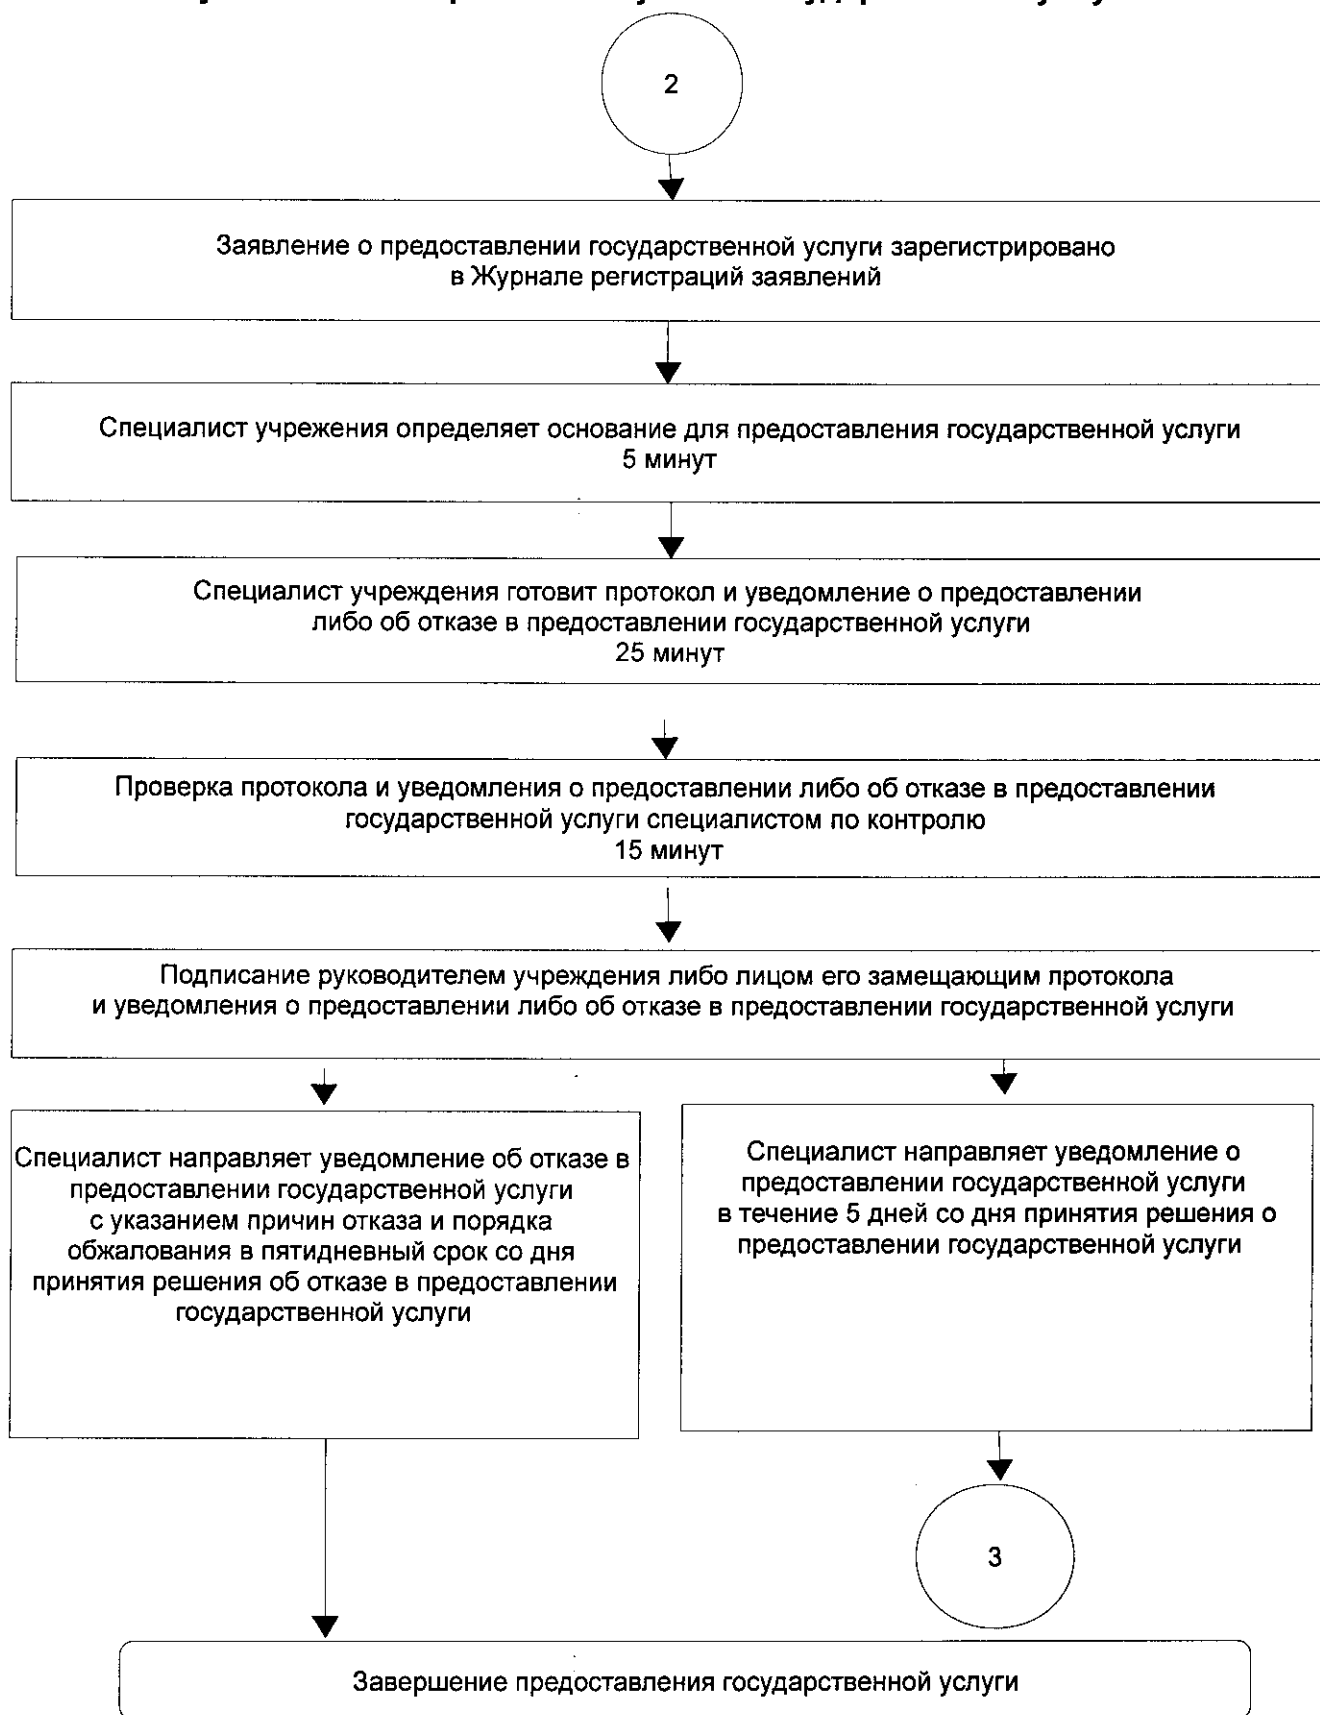 2
Заявление о предоставлении государственной услуги зарегистрировано
в Журнале регистраций заявлений
Специалист учрежения определяет основание для предоставления государственной услуги
5 минут
Специалист учреждения готовит протокол и уведомление о предоставлении
либо об отказе в предоставлении государственной услуги
25 минут
Проверка протокола и уведомления о предоставлении либо об отказе в предоставлении
государственной услуги специалистом по контролю
15 минут
Подписание руководителем учреждения либо лицом его замещающим протокола
и уведомления о предоставлении либо об отказе в предоставлении государственной услуги
Специалист направляет уведомление об отказе в
предоставлении государственной услуги
с указанием причин отказа и порядка
обжалования в пятидневный срок со дня
принятия решения об отказе в предоставлении
государственной услуги
Специалист направляет уведомление о
предоставлении государственной услуги
в течение 5 дней со дня принятия решения о
предоставлении государственной услуги
3
Завершение предоставления государственной услуги